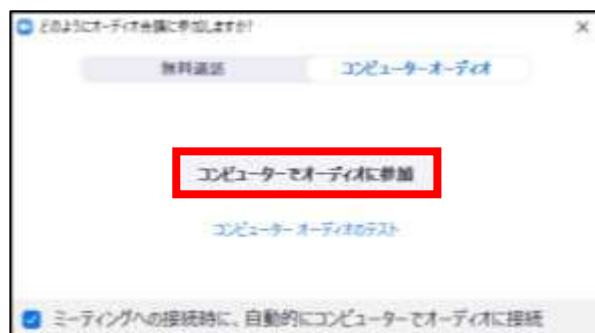 どのようにオーディオ会議に参加しますか?
無料通話 コンピューターオーディオ
コンピューターでオーディオに参加
コンピューター オーディオのテスト
ミーティングへの接続時に、自動的にコンピューターでオーディオに接続